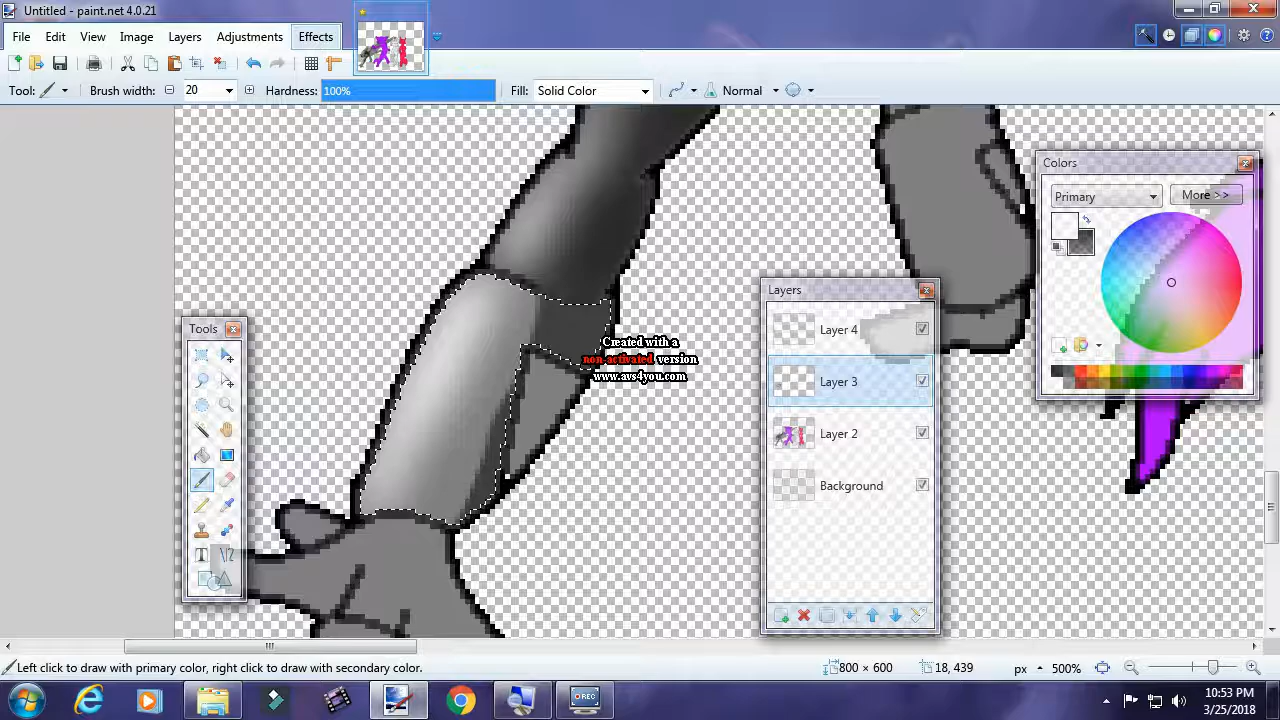 Untitled - paint.net 4.0.21
File Edit View Image Layers Adjustments Effects
Tool: Brush width: 20 Hardness: 100% Fill: Solid Color Normal
Colors
Primary More >>
Tools
Layers
Layer 4
Layer 3
Layer 2
Background
Created with a
non-activated version
www.avs4you.com
Left click to draw with primary color, right click to draw with secondary color. 800 × 600 18, 439 px 500%
REC
10:53 PM
3/25/2018